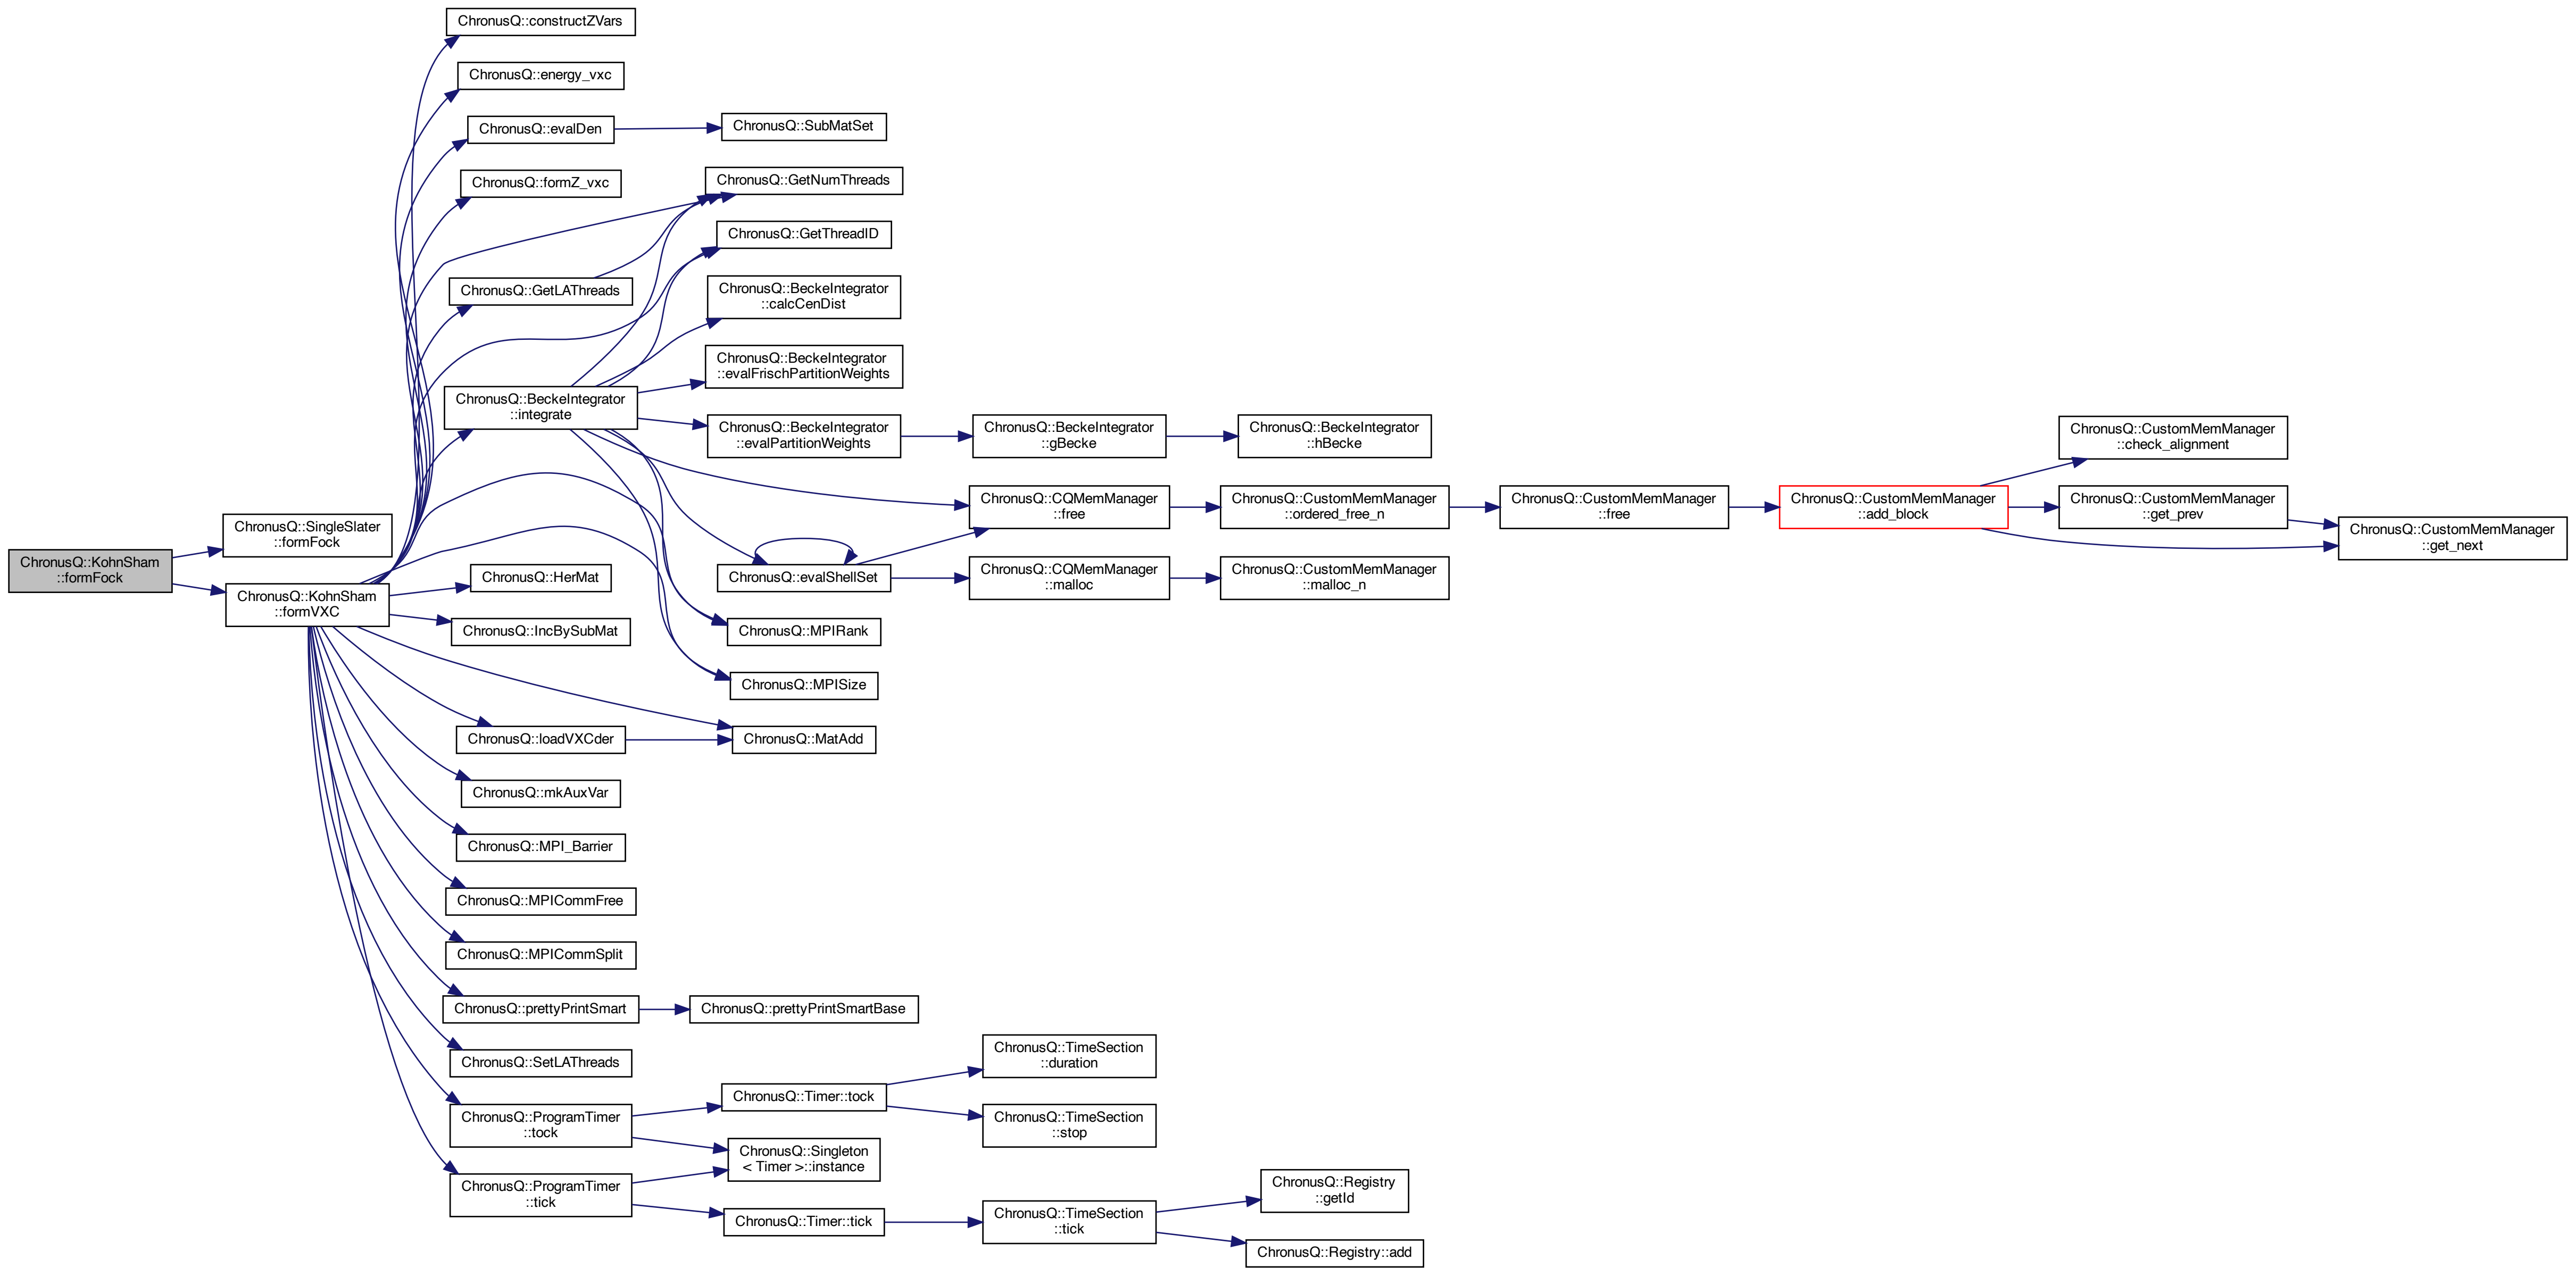 ChronusQ::KohnSham
::formFock
ChronusQ::SingleSlater
::formFock
ChronusQ::KohnSham
::formVXC
ChronusQ::constructZVars
ChronusQ::energy_vxc
ChronusQ::evalDen
ChronusQ::formZ_vxc
ChronusQ::GetLAThreads
ChronusQ::BeckeIntegrator
::integrate
ChronusQ::HerMat
ChronusQ::IncBySubMat
ChronusQ::loadVXCder
ChronusQ::mkAuxVar
ChronusQ::MPI_Barrier
ChronusQ::MPICommFree
ChronusQ::MPICommSplit
ChronusQ::prettyPrintSmart
ChronusQ::SetLAThreads
ChronusQ::ProgramTimer
::tock
ChronusQ::ProgramTimer
::tick
ChronusQ::SubMatSet
ChronusQ::GetNumThreads
ChronusQ::GetThreadID
ChronusQ::BeckeIntegrator
::calcCenDist
ChronusQ::BeckeIntegrator
::evalFrischPartitionWeights
ChronusQ::BeckeIntegrator
::evalPartitionWeights
ChronusQ::evalShellSet
ChronusQ::MPIRank
ChronusQ::MPISize
ChronusQ::MatAdd
ChronusQ::prettyPrintSmartBase
ChronusQ::Timer::tock
ChronusQ::Singleton
< Timer >::instance
ChronusQ::Timer::tick
ChronusQ::BeckeIntegrator
::gBecke
ChronusQ::CQMemManager
::free
ChronusQ::CQMemManager
::malloc
ChronusQ::TimeSection
::duration
ChronusQ::TimeSection
::stop
ChronusQ::TimeSection
::tick
ChronusQ::BeckeIntegrator
::hBecke
ChronusQ::CustomMemManager
::ordered_free_n
ChronusQ::CustomMemManager
::malloc_n
ChronusQ::Registry
::getId
ChronusQ::Registry::add
ChronusQ::CustomMemManager
::free
ChronusQ::CustomMemManager
::add_block
ChronusQ::CustomMemManager
::check_alignment
ChronusQ::CustomMemManager
::get_prev
ChronusQ::CustomMemManager
::get_next